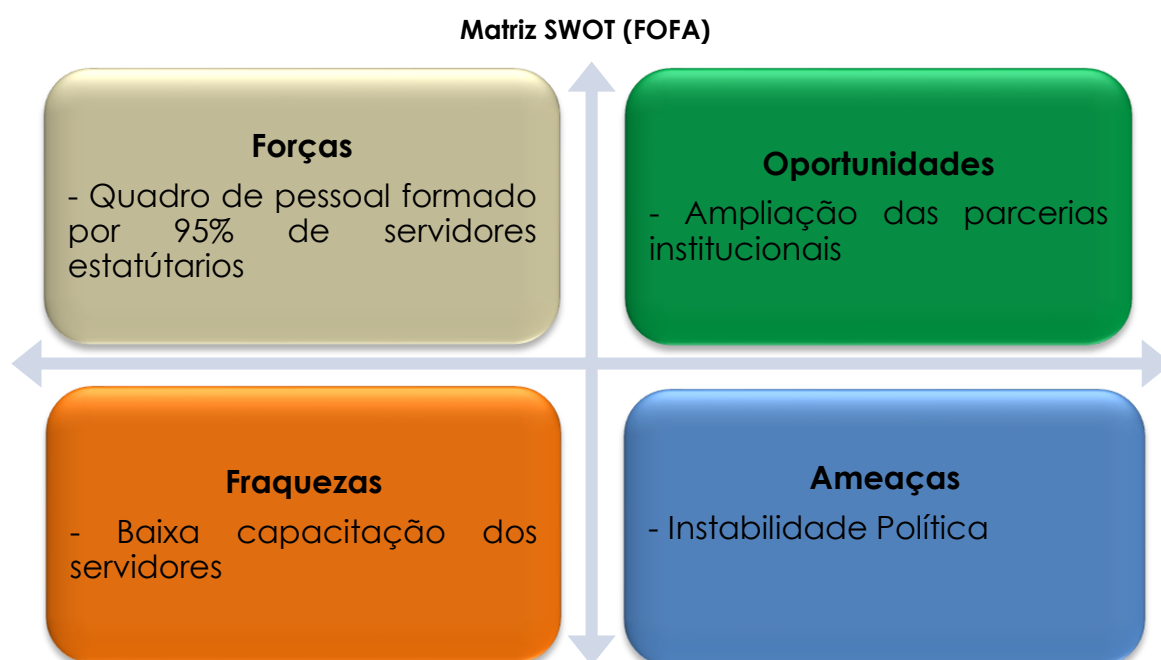 Matriz SWOT (FOFA)
Forças
- Quadro de pessoal formado
por 95% de servidores
estatútarios
Oportunidades
- Ampliação das parcerias
institucionais
Fraquezas
- Baixa capacitação dos
servidores
Ameaças
- Instabilidade Política